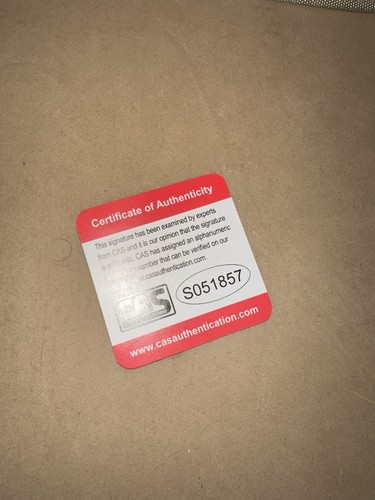 Certificate of Authenticity
This signature has been examined by experts
from CAS and it is our opinion that the signature
is CAS has assigned an alphanumeric
number that can be verified on our
casauthentication.com.
CAS
S051857
www.casauthentication.com